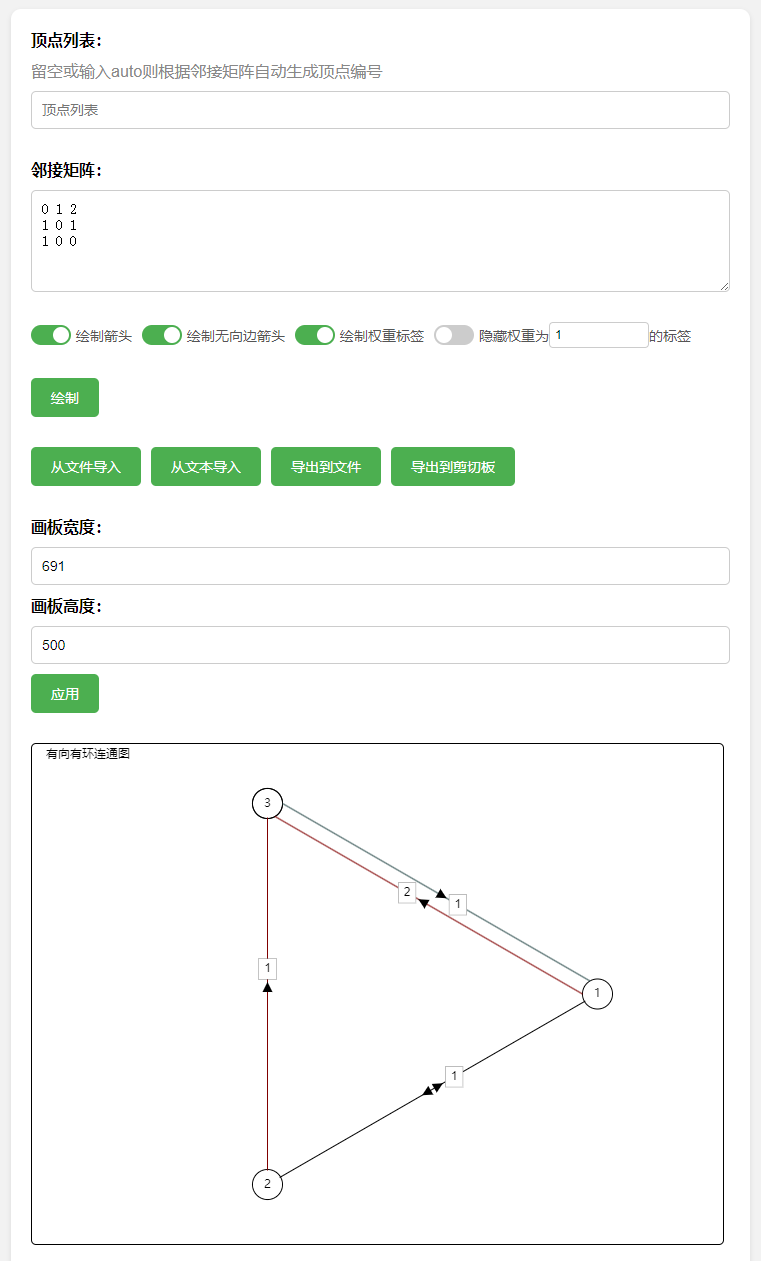 顶点列表：
留空或输入auto则根据邻接矩阵自动生成顶点编号
顶点列表
邻接矩阵：
0 1 2
1 0 1
1 0 0
绘制箭头 绘制无向边箭头 绘制权重标签 隐藏权重为 1 的标签
绘制
从文件导入 从文本导入 导出到文件 导出到剪切板
画板宽度：
691
画板高度：
500
应用
有向有环连通图
3
2
1
1
1
1
2